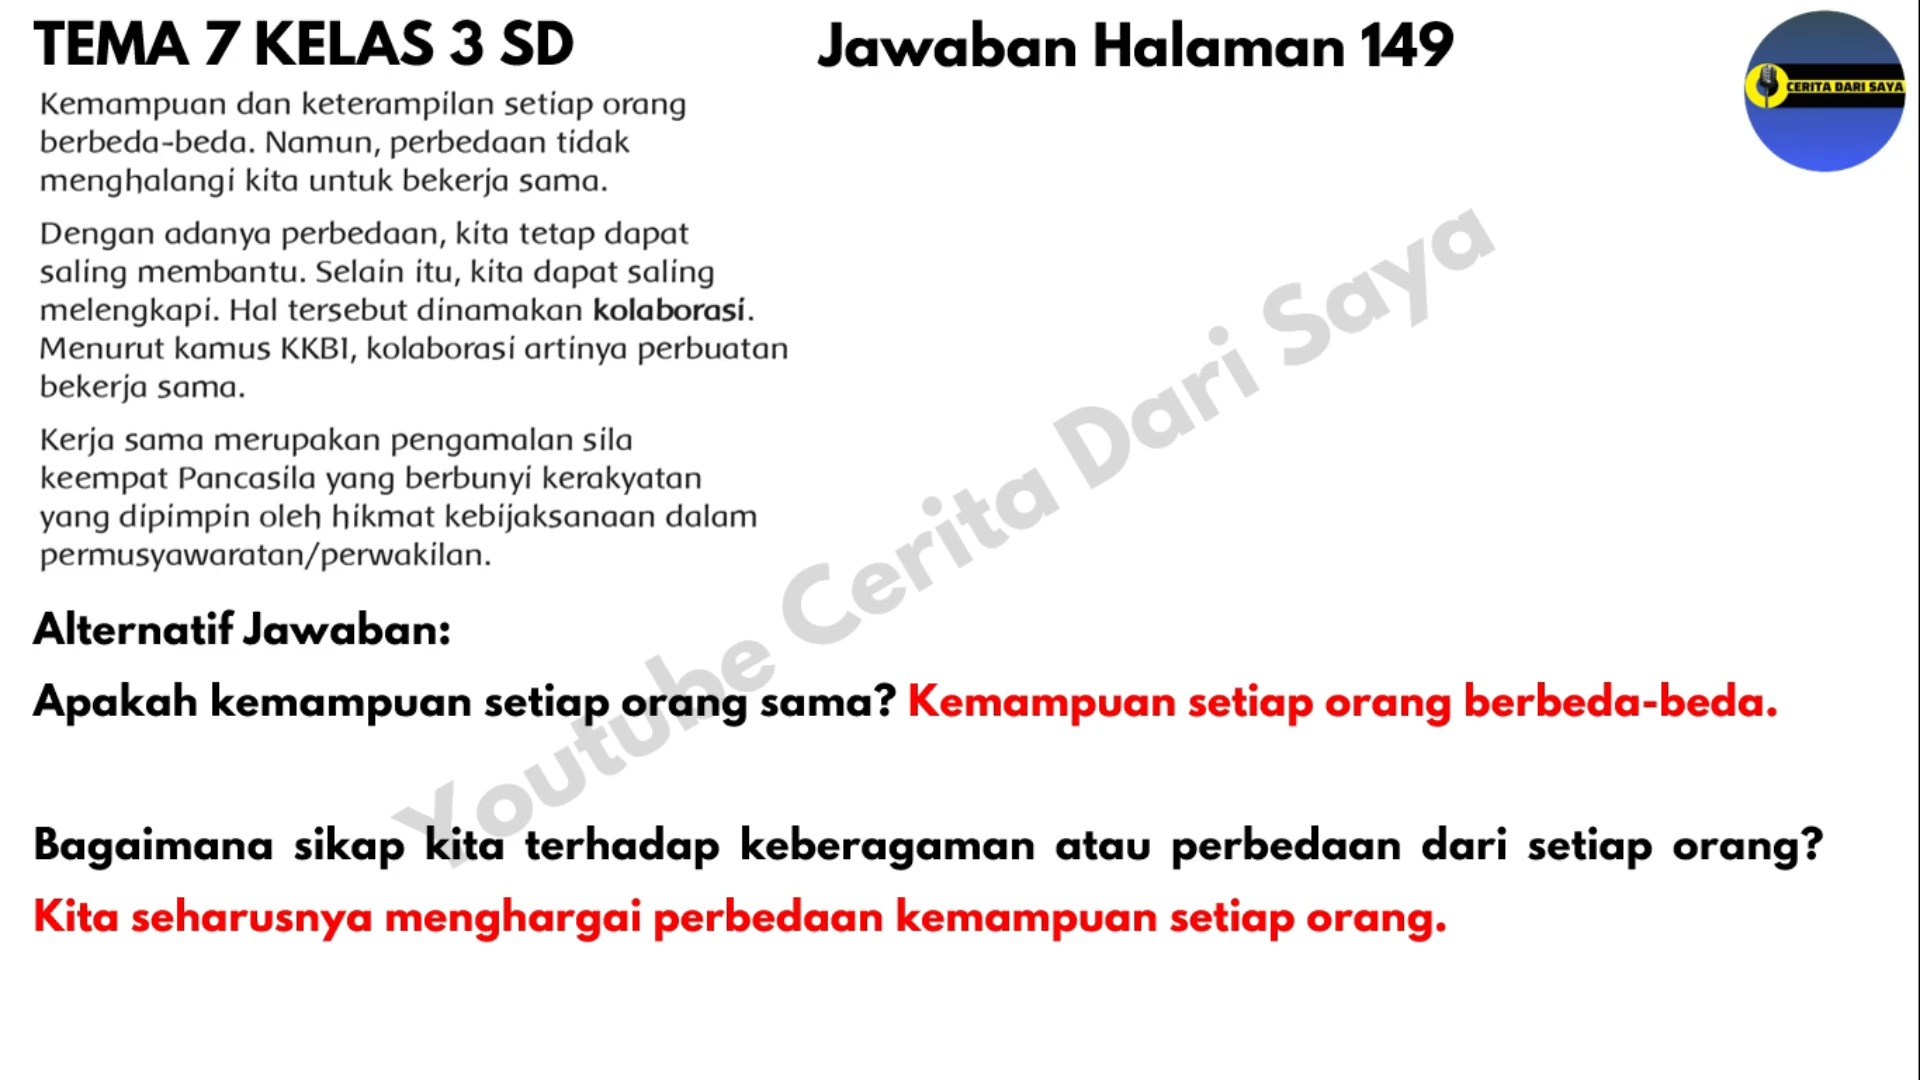 TEMA 7 KELAS 3 SD
Jawaban Halaman 149
CERITA DARI SAYA
Kemampuan dan keterampilan setiap orang
berbeda-beda. Namun, perbedaan tidak
menghalangi kita untuk bekerja sama.
Dengan adanya perbedaan, kita tetap dapat
saling membantu. Selain itu, kita dapat saling
melengkapi. Hal tersebut dinamakan kolaborasi.
Menurut kamus KKBI, kolaborasi artinya perbuatan
bekerja sama.
Kerja sama merupakan pengamalan sila
keempat Pancasila yang berbunyi kerakyatan
yang dipimpin oleh hikmat kebijaksanaan dalam
permusyawaratan/perwakilan.
Youtube Cerita Dari Saya
Alternatif Jawaban:
Apakah kemampuan setiap orang sama? Kemampuan setiap orang berbeda-beda.
Bagaimana sikap kita terhadap keberagaman atau perbedaan dari setiap orang?
Kita seharusnya menghargai perbedaan kemampuan setiap orang.